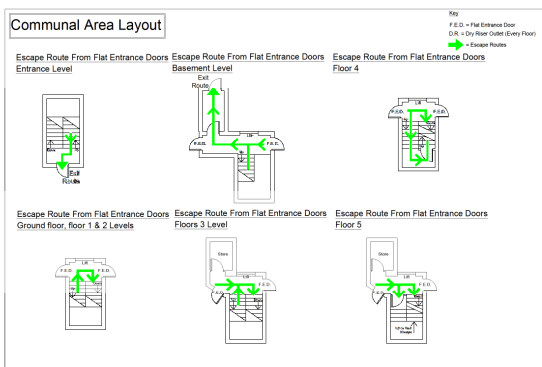 Communal Area Layout
Key
F.E.D. = Flat Entrance Door
D.R. = Dry Riser Outlet (Every Floor)
= Escape Routes
Escape Route From Flat Entrance Doors
Entrance Level
Exit
Route
Escape Route From Flat Entrance Doors
Basement Level
Exit
Route
Lift
F.E.D.
F.E.D.
Escape Route From Flat Entrance Doors
Floor 4
Lift
F.E.D.
F.E.D.
Escape Route From Flat Entrance Doors
Ground floor, floor 1 & 2 Levels
Lift
F.E.D.
F.E.D.
Escape Route From Flat Entrance Doors
Floors 3 Level
Store
Lift
F.E.D.
Escape Route From Flat Entrance Doors
Floor 5
Store
Lift
F.E.D.